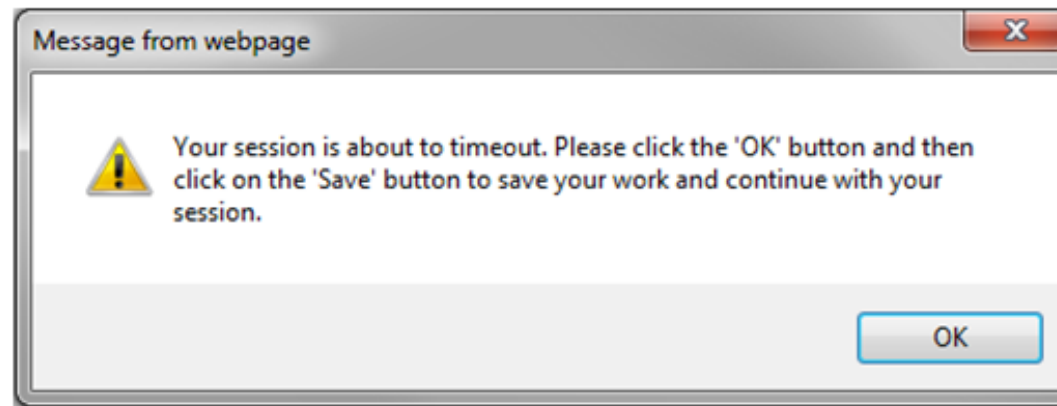 Message from webpage
Your session is about to timeout. Please click the 'OK' button and then
click on the 'Save' button to save your work and continue with your
session.
OK